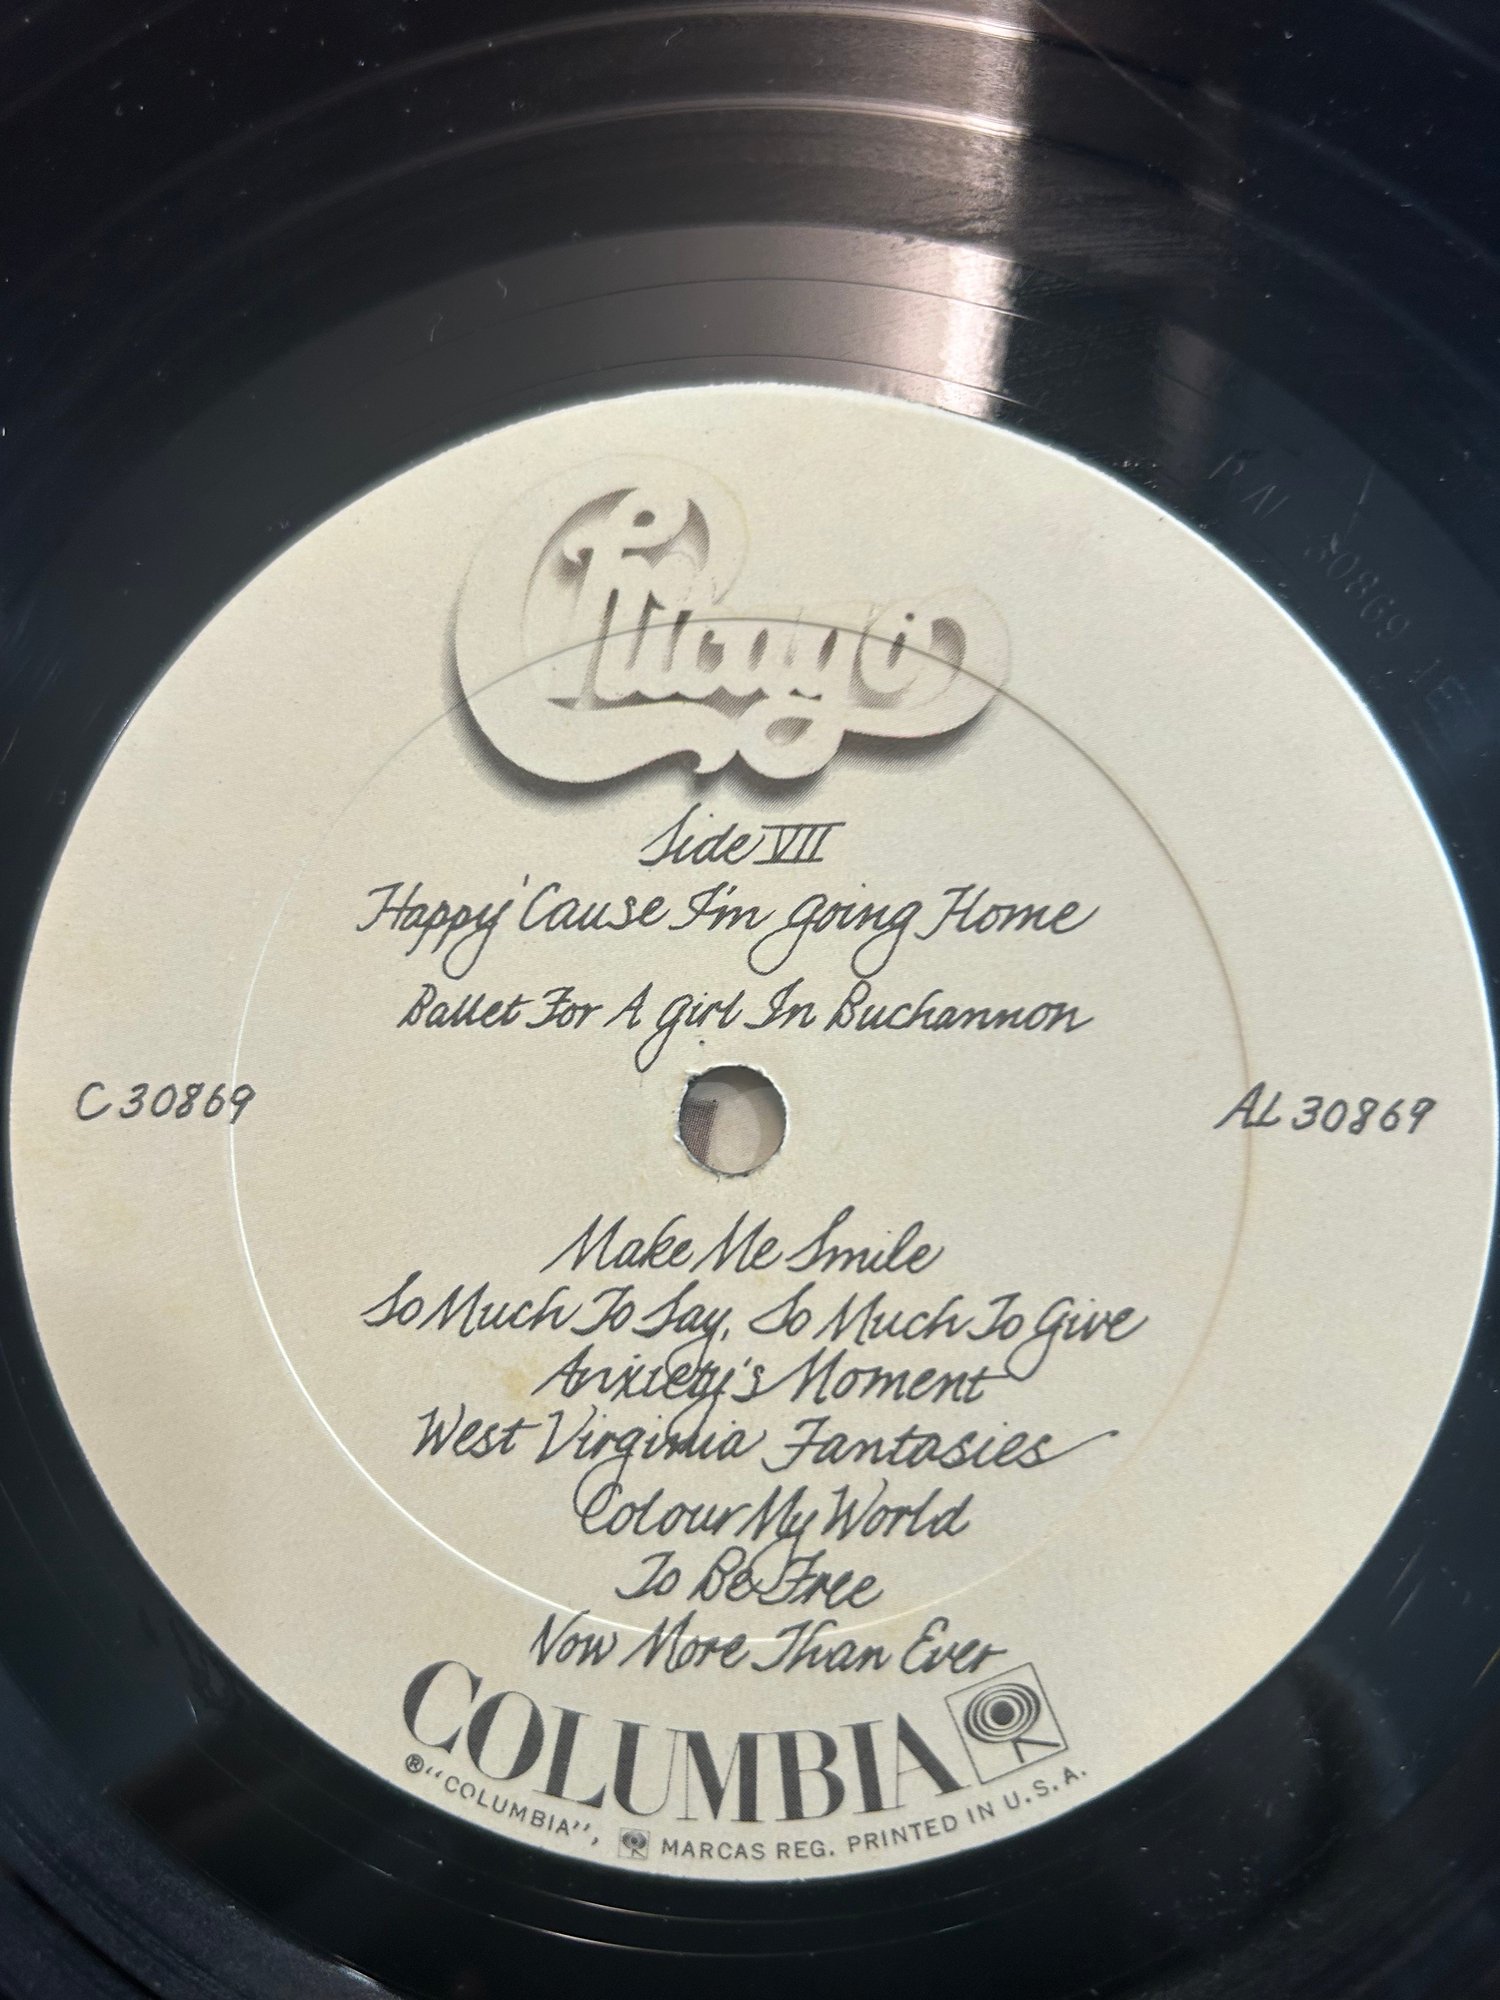 Chicago
Side VII
Happy 'Cause I'm Going Home
Ballet For A Girl In Buchannon
C 30869
AL 30869
Make Me Smile
So Much To Say, So Much To Give
Anxiety's Moment
West Virginia Fantasies
Colour My World
To Be Free
Now More Than Ever
COLUMBIA
®"COLUMBIA", MARCAS REG. PRINTED IN U.S.A.
30869